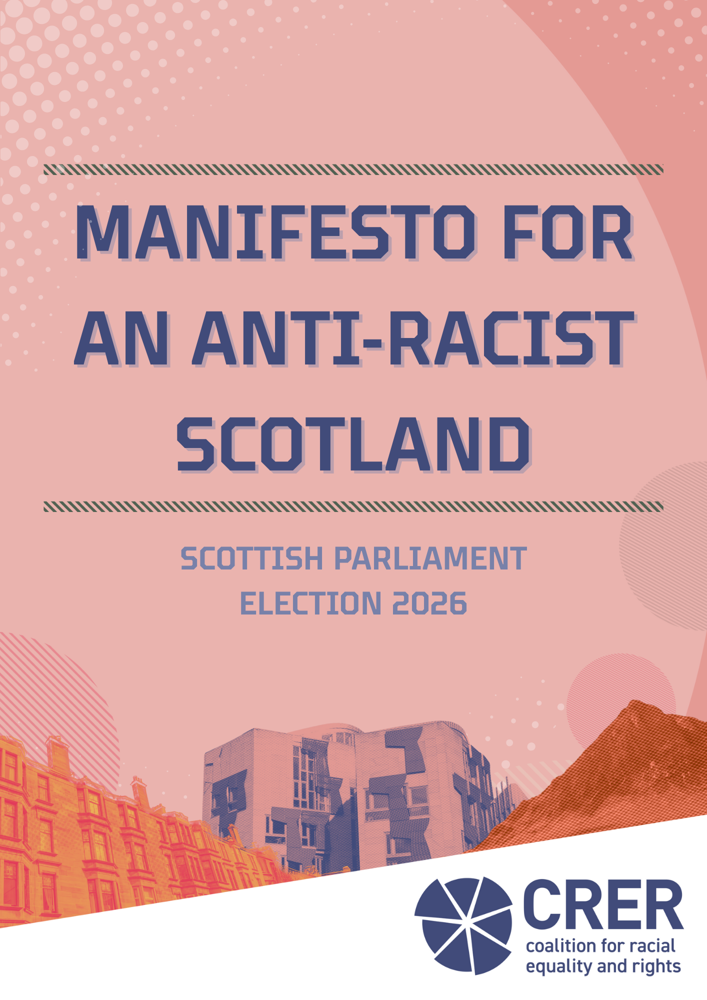 MANIFESTO FOR
AN ANTI-RACIST
SCOTLAND
SCOTTISH PARLIAMENT
ELECTION 2026
CRER
coalition for racial
equality and rights